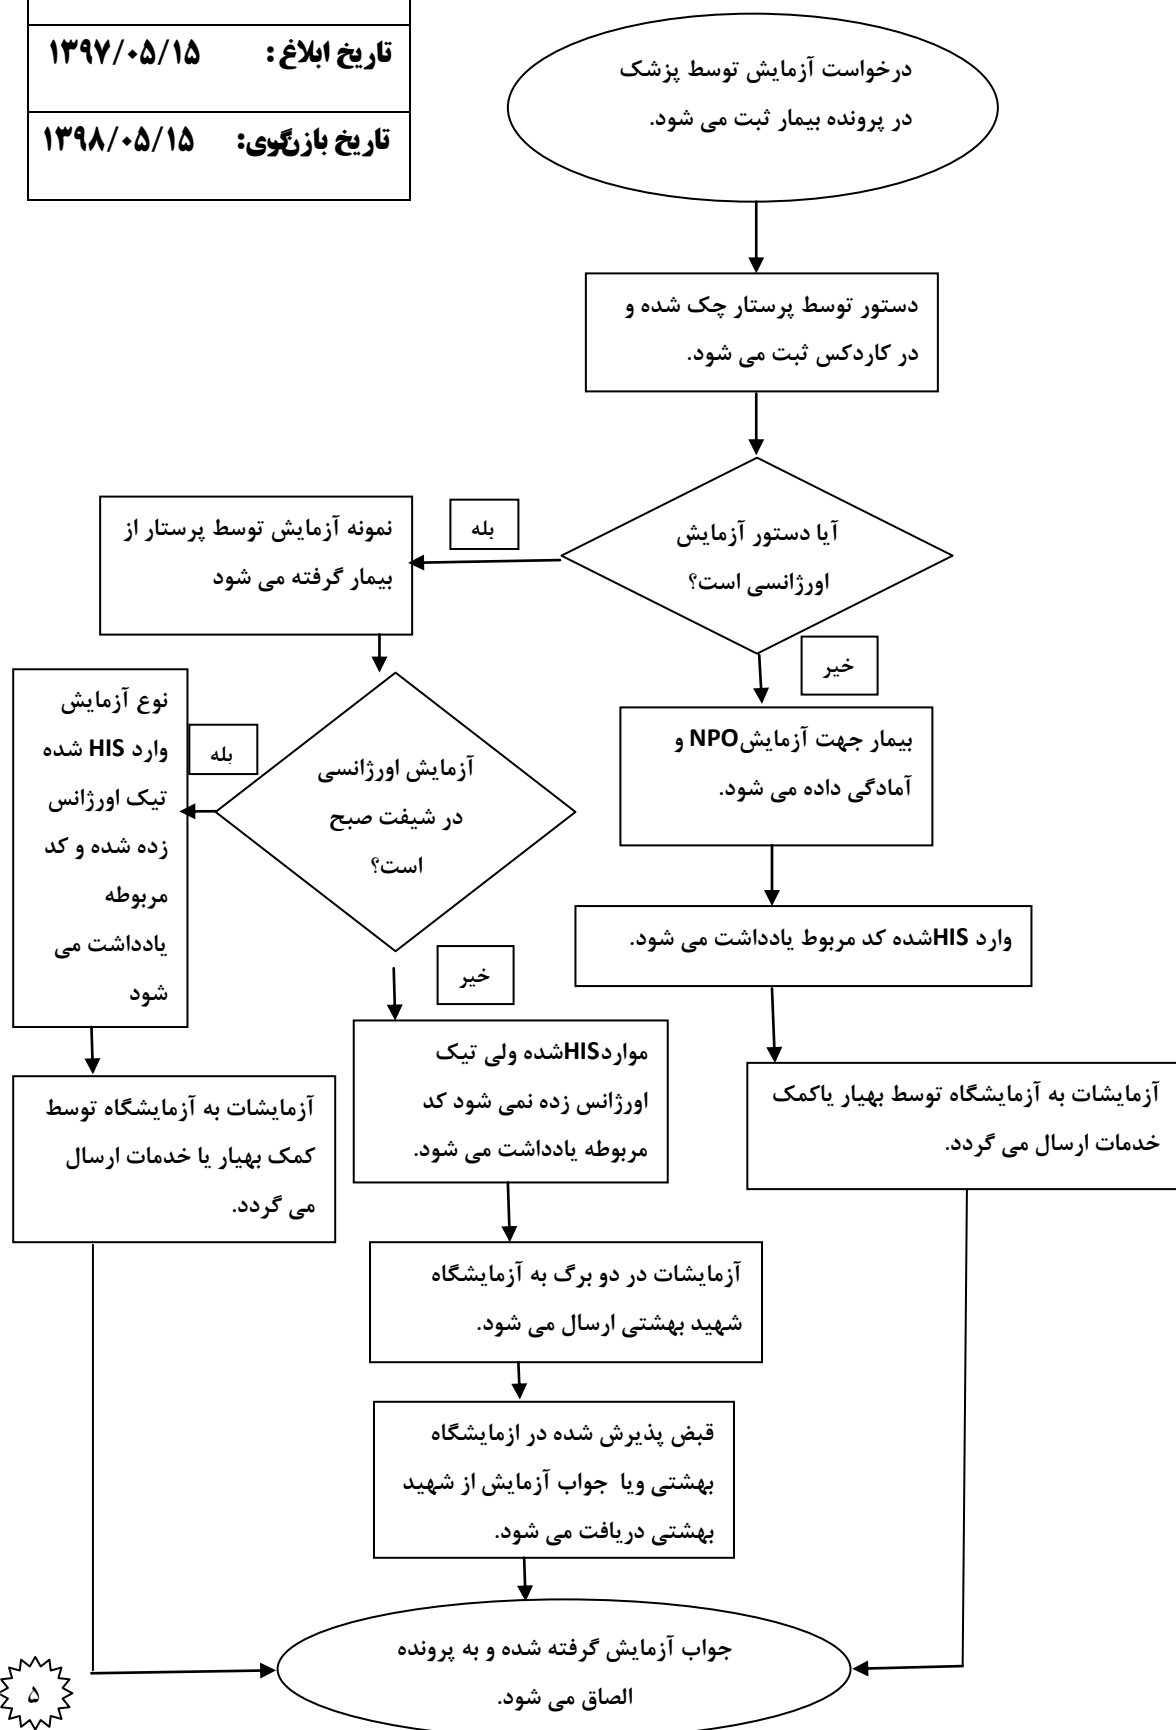 تاریخ ابلاغ : ۱۳۹۷/۰۵/۱۵
تاریخ بازنگری: ۱۳۹۸/۰۵/۱۵
درخواست آزمایش توسط پزشک
در پرونده بیمار ثبت می شود.
دستور توسط پرستار چک شده و
در کاردکس ثبت می شود.
آیا دستور آزمایش
اورژانسی است؟
بله
نمونه آزمایش توسط پرستار از
بیمار گرفته می شود
خیر
بیمار جهت آزمایشNPO و
آمادگی داده می شود.
آزمایش اورژانسی
در شیفت صبح
است؟
بله
نوع آزمایش
وارد HIS شده
تیک اورژانس
زده شده و کد
مربوطه
یادداشت می
شود
وارد HISشده کد مربوط یادداشت می شود.
خیر
مواردHISشده ولی تیک
اورژانس زده نمی شود کد
مربوطه یادداشت می شود.
آزمایشات به آزمایشگاه توسط بهیار یاکمک
خدمات ارسال می گردد.
آزمایشات به آزمایشگاه توسط
کمک بهیار یا خدمات ارسال
می گردد.
آزمایشات در دو برگ به آزمایشگاه
شهید بهشتی ارسال می شود.
قبض پذیرش شده در ازمایشگاه
بهشتی ویا جواب آزمایش از شهید
بهشتی دریافت می شود.
جواب آزمایش گرفته شده و به پرونده
الصاق می شود.
۵